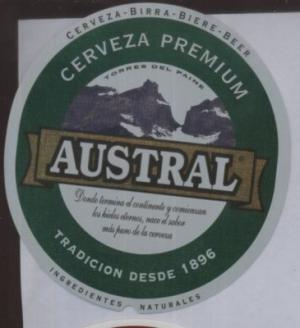 CERVEZA-BIRRA-BIERE-BEER
CERVEZA PREMIUM
TORRES DEL PAINE
AUSTRAL
Donde termina el continente y comienzan
los hielos eternos, nace el sabor
más puro de la cerveza
TRADICION DESDE 1896
INGREDIENTES NATURALES